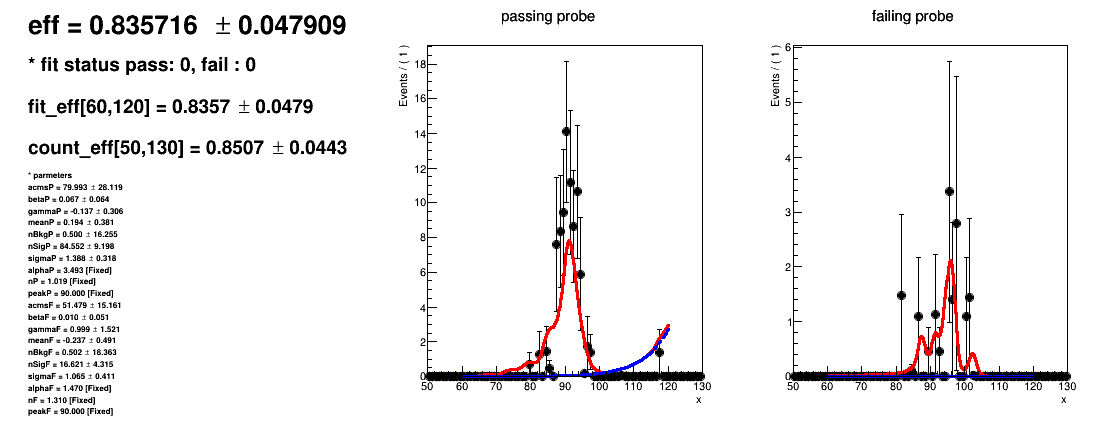 eff = 0.835716 ± 0.047909
* fit status pass: 0, fail : 0
fit_eff[60,120] = 0.8357 ± 0.0479
count_eff[50,130] = 0.8507 ± 0.0443
* parmeters
acmsP = 79.993 ± 28.119
betaP = 0.067 ± 0.064
gammaP = -0.137 ± 0.306
meanP = 0.194 ± 0.381
nBkgP = 0.500 ± 16.255
nSigP = 84.552 ± 9.198
sigmaP = 1.388 ± 0.318
alphaP = 3.493 [Fixed]
nP = 1.019 [Fixed]
peakP = 90.000 [Fixed]
acmsF = 51.479 ± 15.161
betaF = 0.010 ± 0.051
gammaF = 0.999 ± 1.521
meanF = -0.237 ± 0.491
nBkgF = 0.502 ± 18.363
nSigF = 16.621 ± 4.315
sigmaF = 1.065 ± 0.411
alphaF = 1.470 [Fixed]
nF = 1.310 [Fixed]
peakF = 90.000 [Fixed]
passing probe
Events / ( 1 )
18
16
14
12
10
8
6
4
2
0
50 60 70 80 90 100 110 120 130
x
failing probe
Events / ( 1 )
6
5
4
3
2
1
0
50 60 70 80 90 100 110 120 130
x